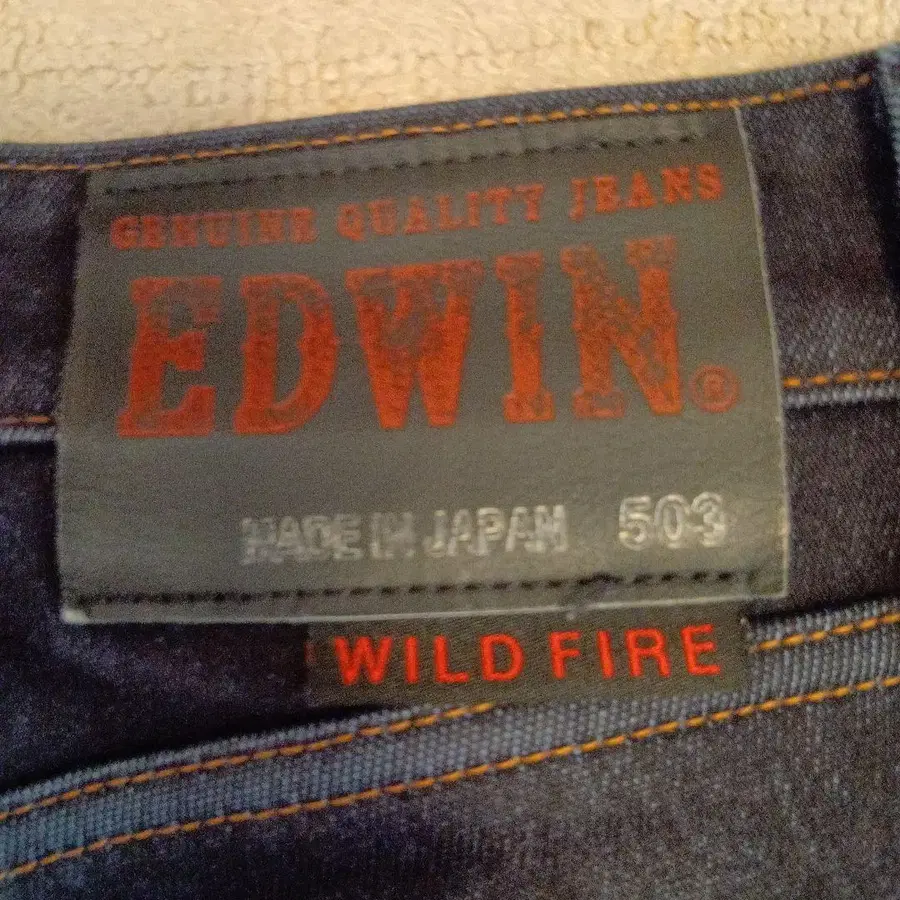 GENUINE QUALITY JEANS
EDWIN®
MADE IN JAPAN 503
WILD FIRE